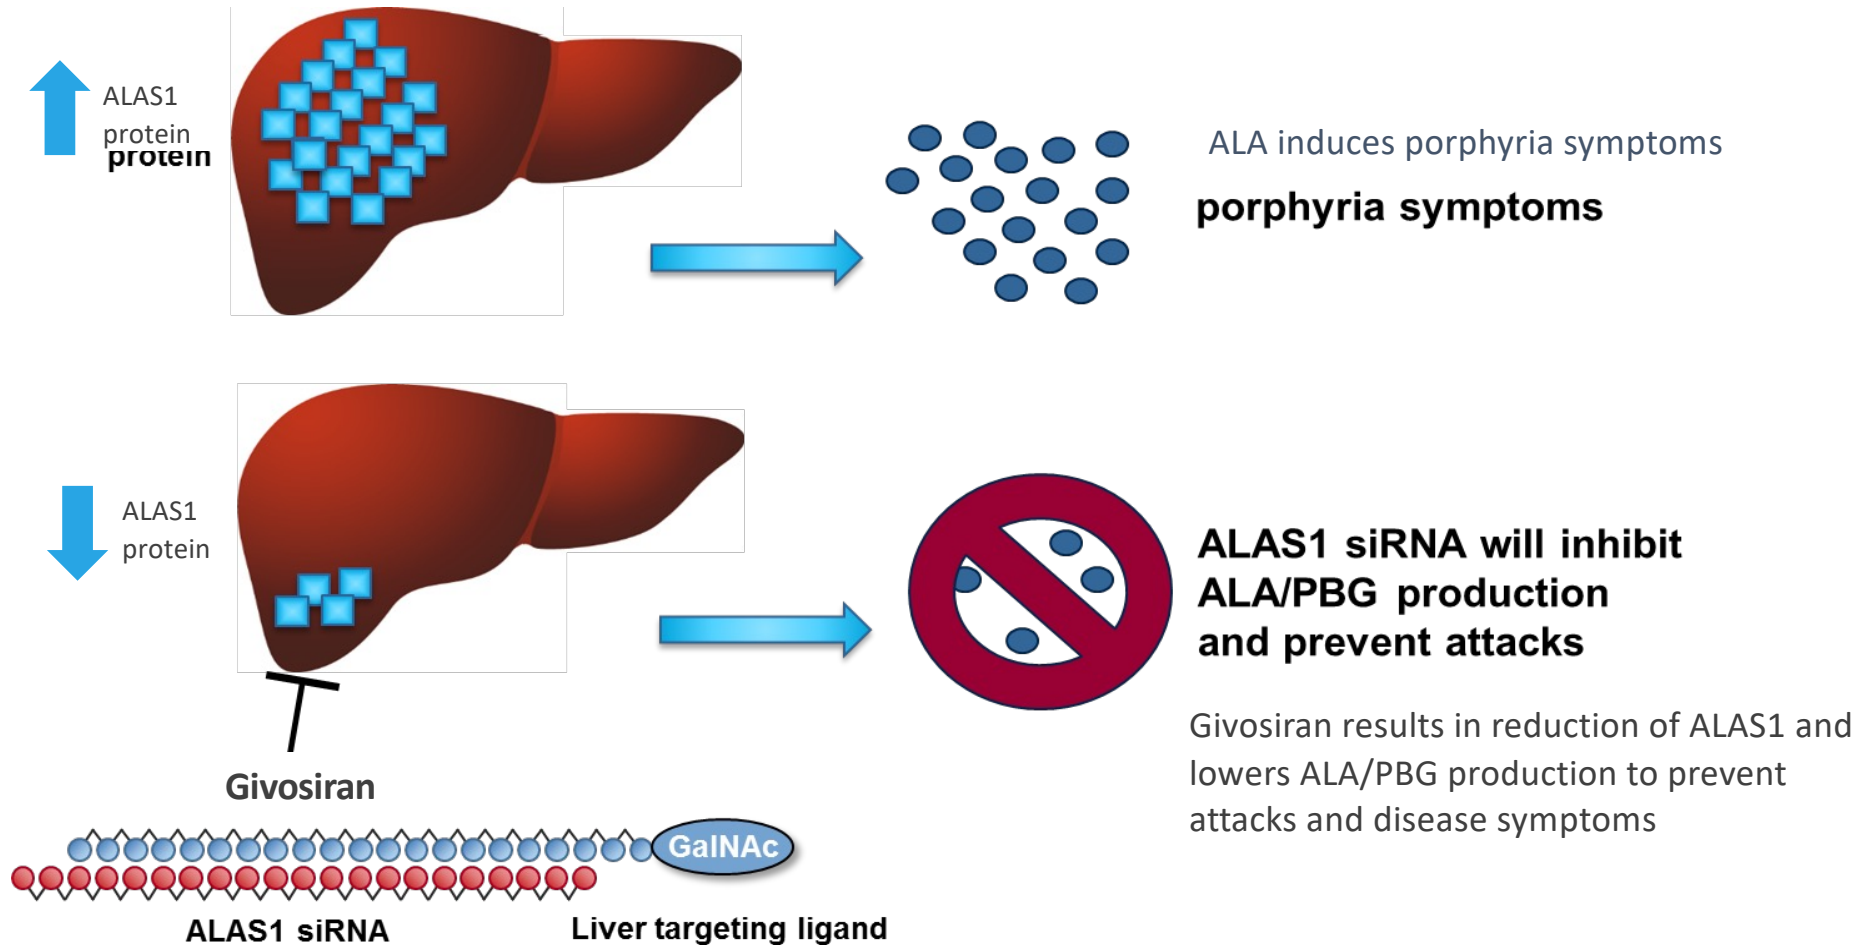 ALAS1
protein
protein
ALA induces porphyria symptoms
porphyria symptoms
ALAS1
protein
ALAS1 siRNA will inhibit
ALA/PBG production
and prevent attacks
Givosiran results in reduction of ALAS1 and
lowers ALA/PBG production to prevent
attacks and disease symptoms
Givosiran
GalNAc
ALAS1 siRNA
Liver targeting ligand